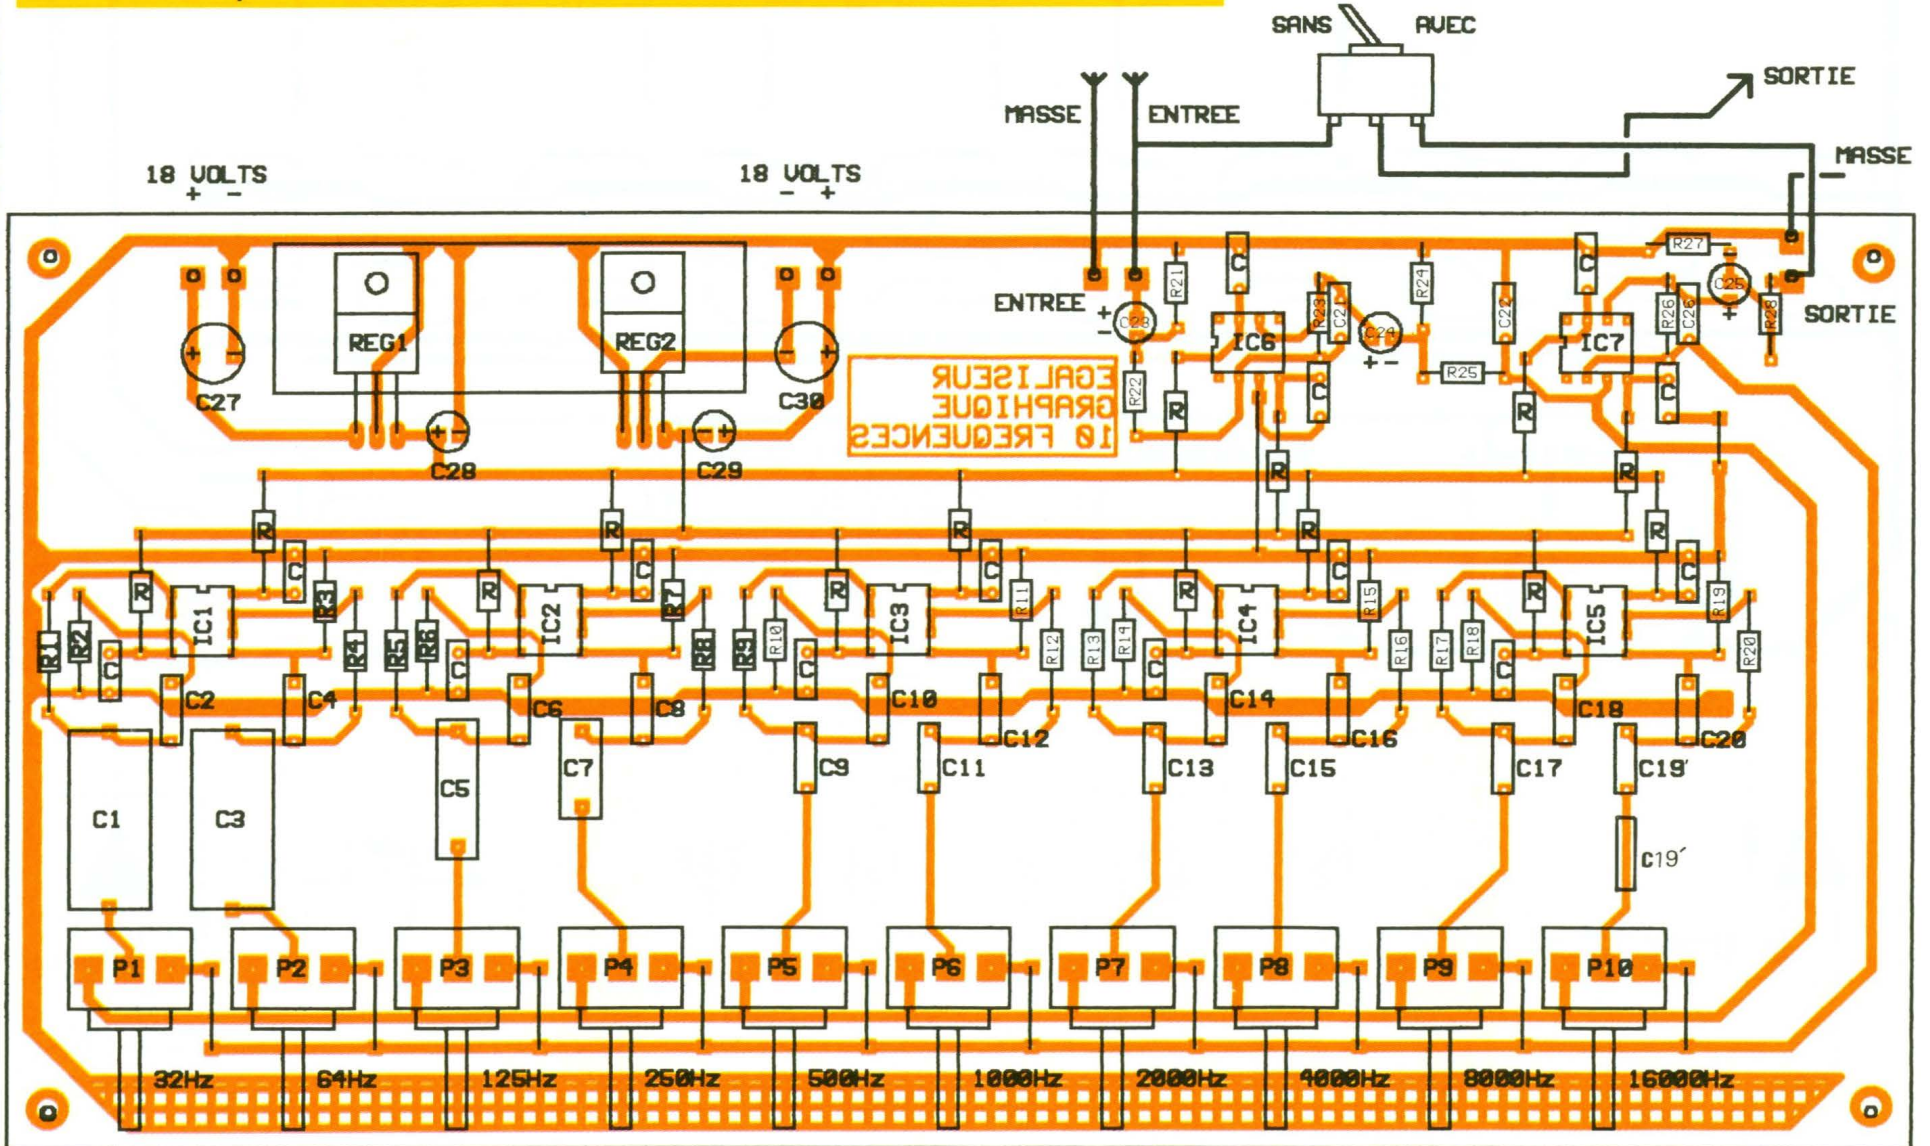 SANS AVEC
SORTIE
MASSE ENTREE
MASSE
18 VOLTS
+ -
18 VOLTS
- +
R27
R21 C R24 C
ENTREE + - C23 R23 C21 C24 + - C22 R26 C26 C25 + R28 SORTIE
REG1 REG2 IC6 IC7
+ - - +
C27 C30
R22 R R25 R C C
EGALISEUR
GRAPHIQUE
10 FREQUENCES
+ - - +
C28 C29
R R
R R R R R
C C C C C
R R R R R
R3 R7 R11 R15 R19
IC1 IC2 IC3 IC4 IC5
R1 R2 R4 R5 R6 R8 R9 R10 R12 R13 R14 R16 R17 R18 R20
C C C C C
C2 C4 C6 C8 C10 C12 C14 C16 C18 C20
C1 C3 C5 C7 C9 C11 C13 C15 C17 C19'
C19'
P1 P2 P3 P4 P5 P6 P7 P8 P9 P10
32Hz 64Hz 125Hz 250Hz 500Hz 1000Hz 2000Hz 4000Hz 8000Hz 16000Hz